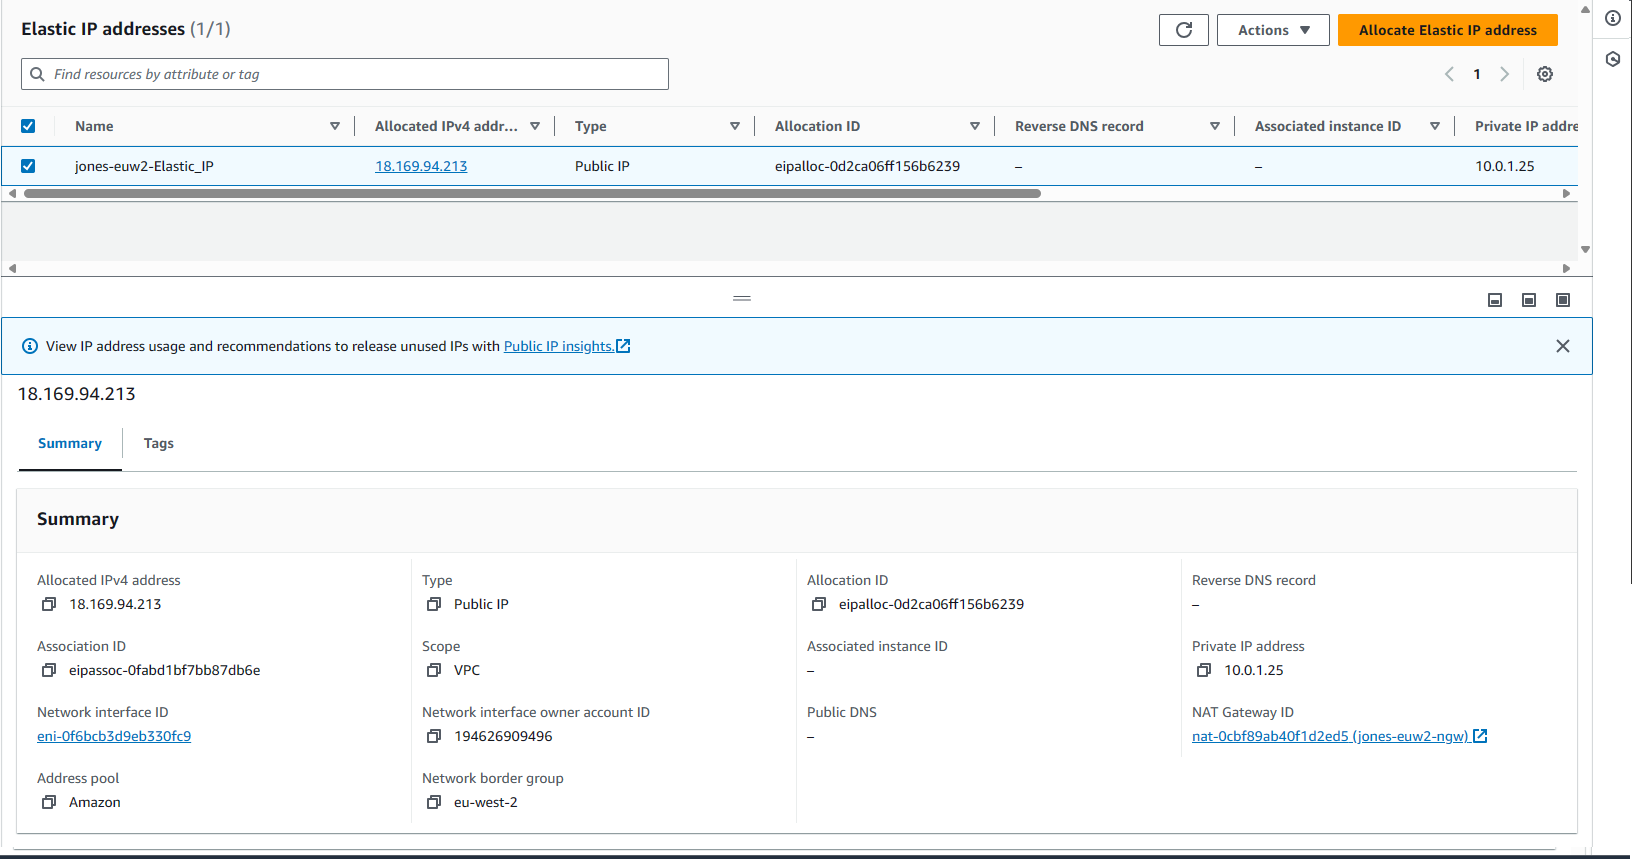 Elastic IP addresses (1/1)
Actions
Allocate Elastic IP address
Find resources by attribute or tag
1
Name
Allocated IPv4 addr...
Type
Allocation ID
Reverse DNS record
Associated instance ID
Private IP addre
jones-euw2-Elastic_IP
18.169.94.213
Public IP
eipalloc-0d2ca06ff156b6239
–
–
10.0.1.25
View IP address usage and recommendations to release unused IPs with Public IP insights.
18.169.94.213
Summary
Tags
Summary
Allocated IPv4 address
18.169.94.213
Type
Public IP
Allocation ID
eipalloc-0d2ca06ff156b6239
Reverse DNS record
–
Association ID
eipassoc-0fabd1bf7bb87db6e
Scope
VPC
Associated instance ID
–
Private IP address
10.0.1.25
Network interface ID
eni-0f6bcb3d9eb330fc9
Network interface owner account ID
194626909496
Public DNS
–
NAT Gateway ID
nat-0cbf89ab40f1d2ed5 (jones-euw2-ngw)
Address pool
Amazon
Network border group
eu-west-2